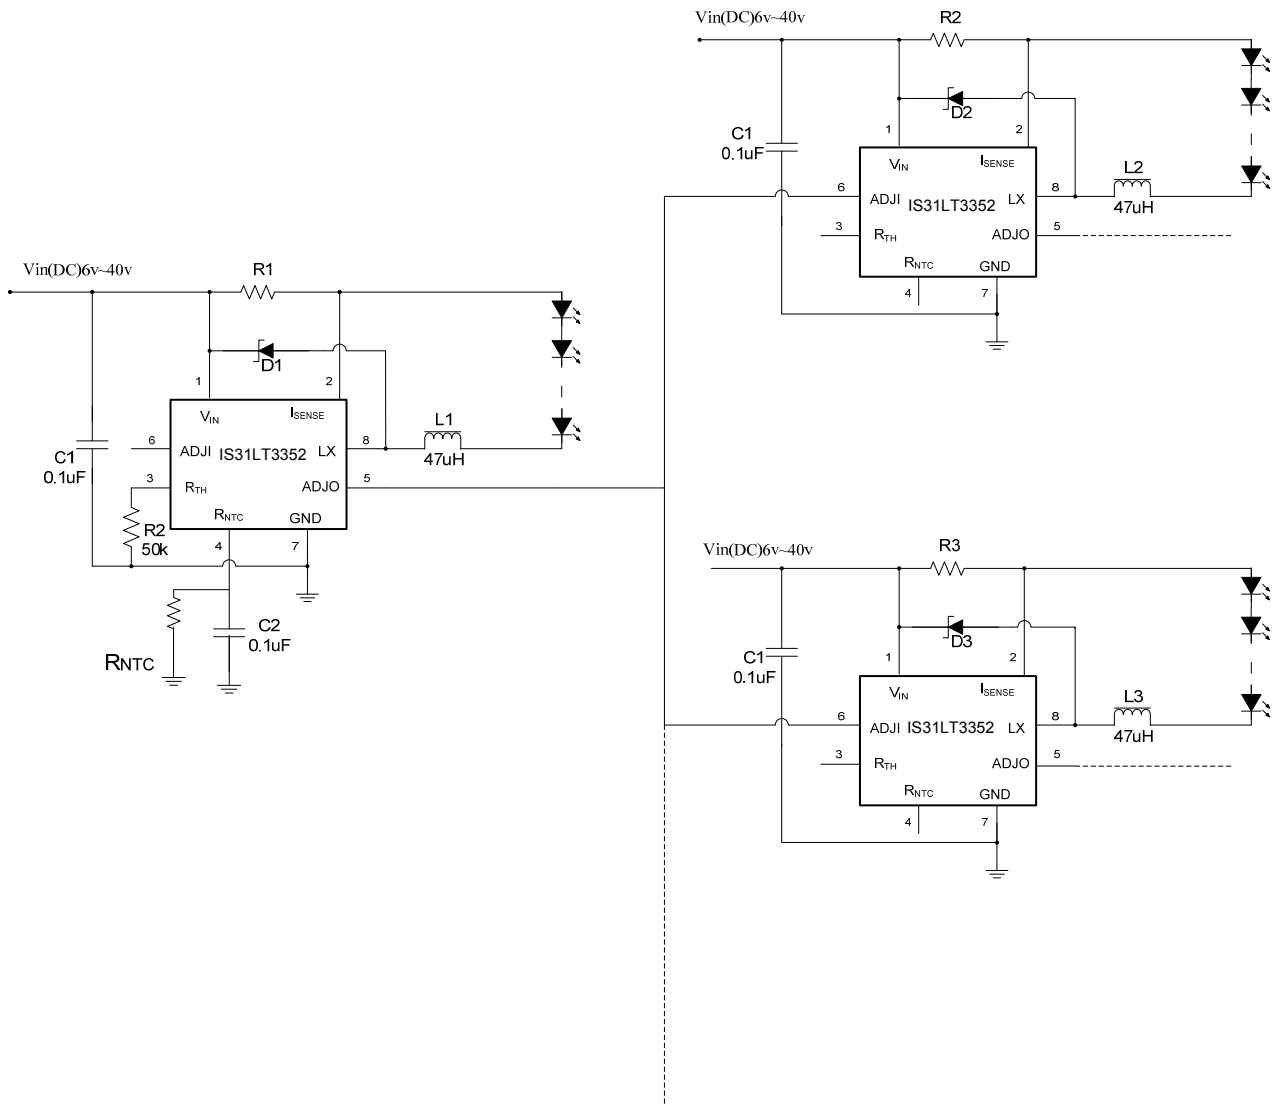 Vin(DC)6v~40v
R1
D1
1
2
VIN
ISENSE
C1
0.1uF
6
ADJI
IS31LT3352
LX
8
L1
47uH
3
RTH
ADJO
5
R2
50k
RNTC
GND
4
7
C2
0.1uF
RNTC
Vin(DC)6v~40v
R2
D2
1
2
C1
0.1uF
VIN
ISENSE
6
ADJI
IS31LT3352
LX
8
L2
47uH
3
RTH
ADJO
5
RNTC
GND
4
7
Vin(DC)6v~40v
R3
D3
1
2
C1
0.1uF
VIN
ISENSE
6
ADJI
IS31LT3352
LX
8
L3
47uH
3
RTH
ADJO
5
RNTC
GND
4
7